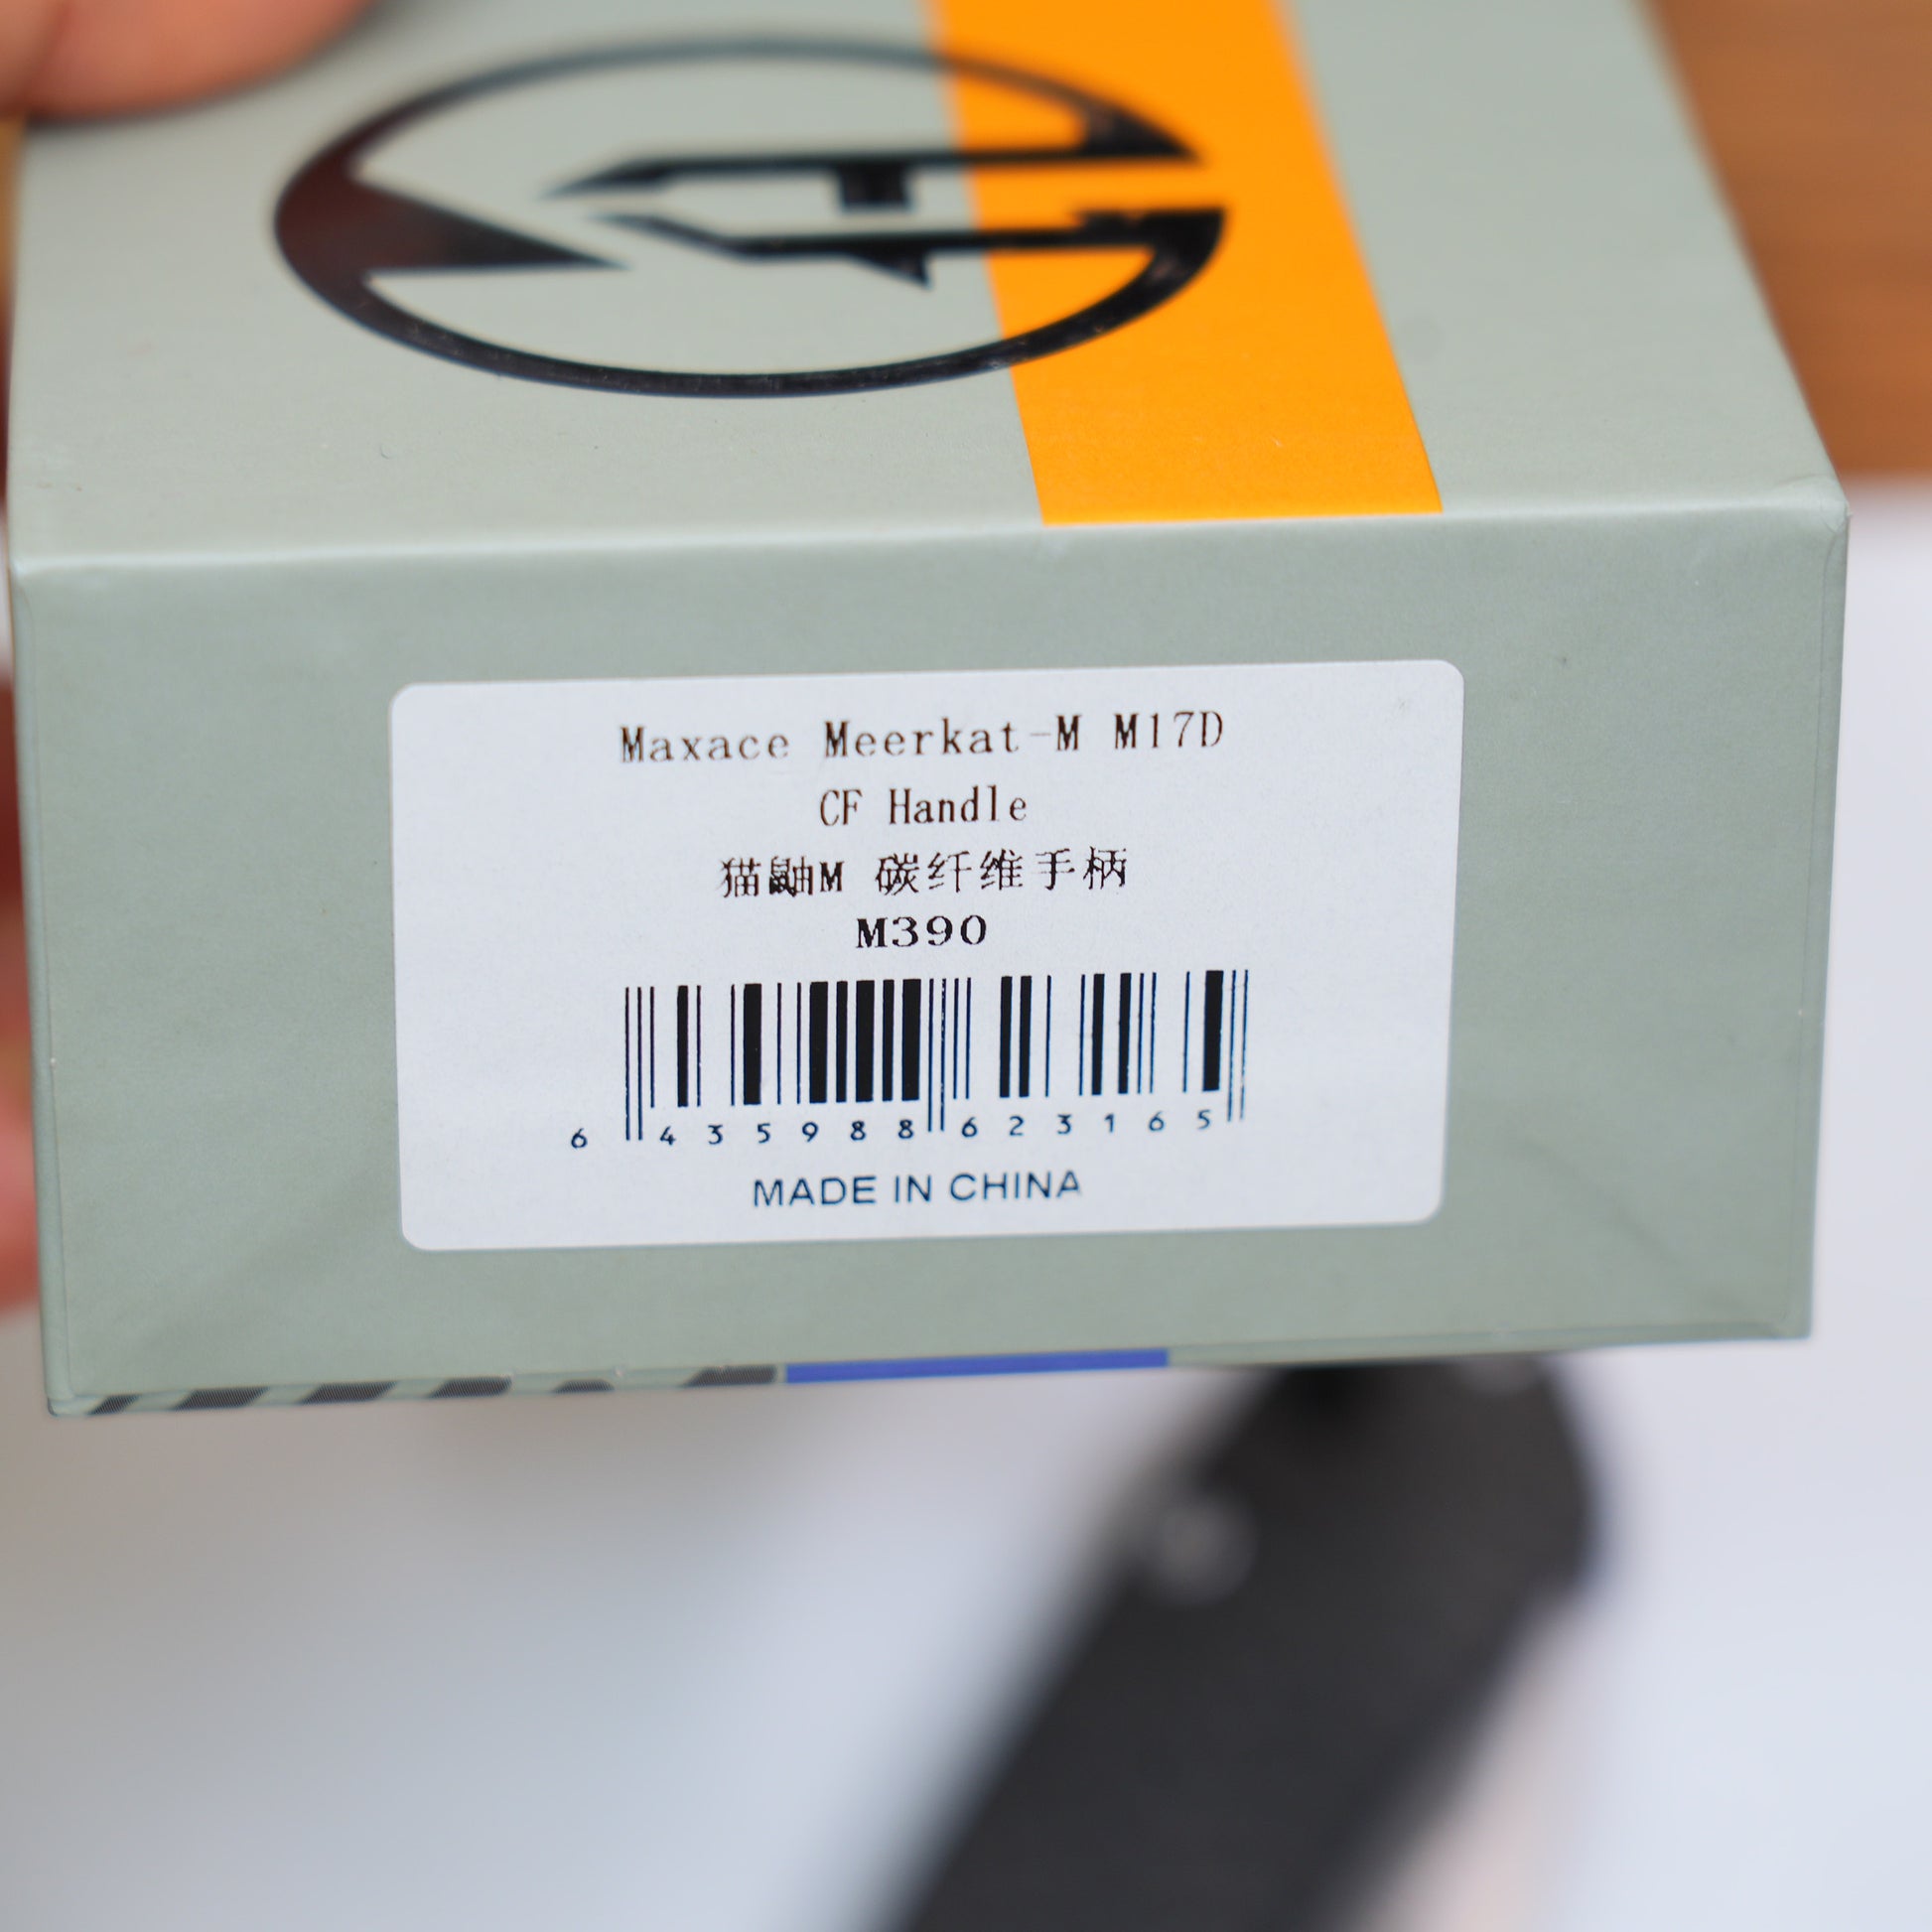 Maxace Meerkat-M M17D
CF Handle
猫鼬M 碳纤维手柄
M390
6 435988 623165
MADE IN CHINA